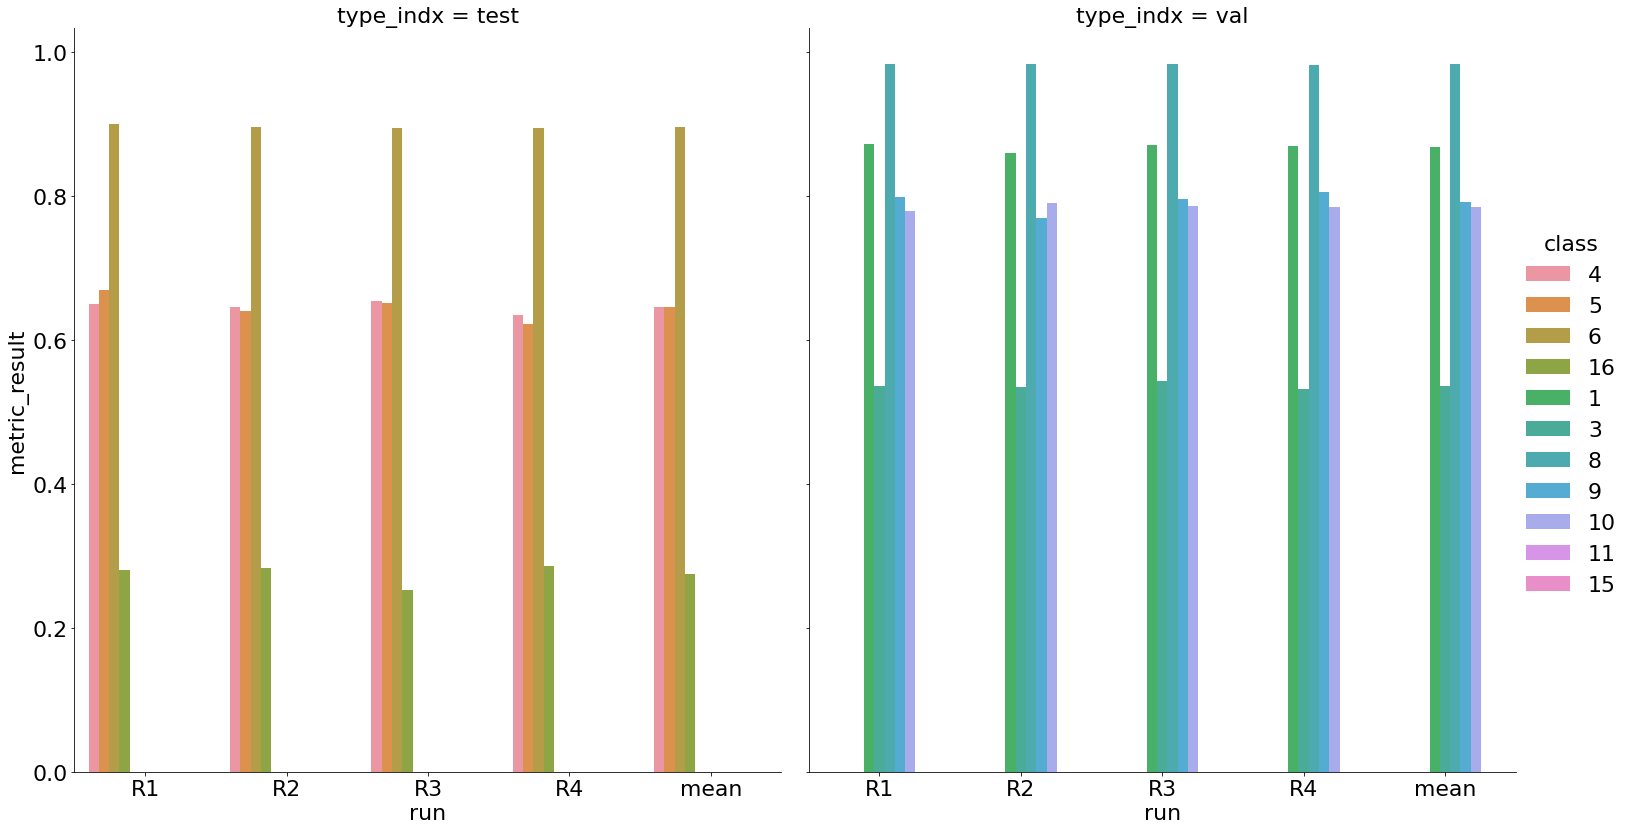 type_indx = test
type_indx = val
metric_result
1.0
0.8
0.6
0.4
0.2
0.0
R1 R2 R3 R4 mean
run
R1 R2 R3 R4 mean
run
class
4
5
6
16
1
3
8
9
10
11
15